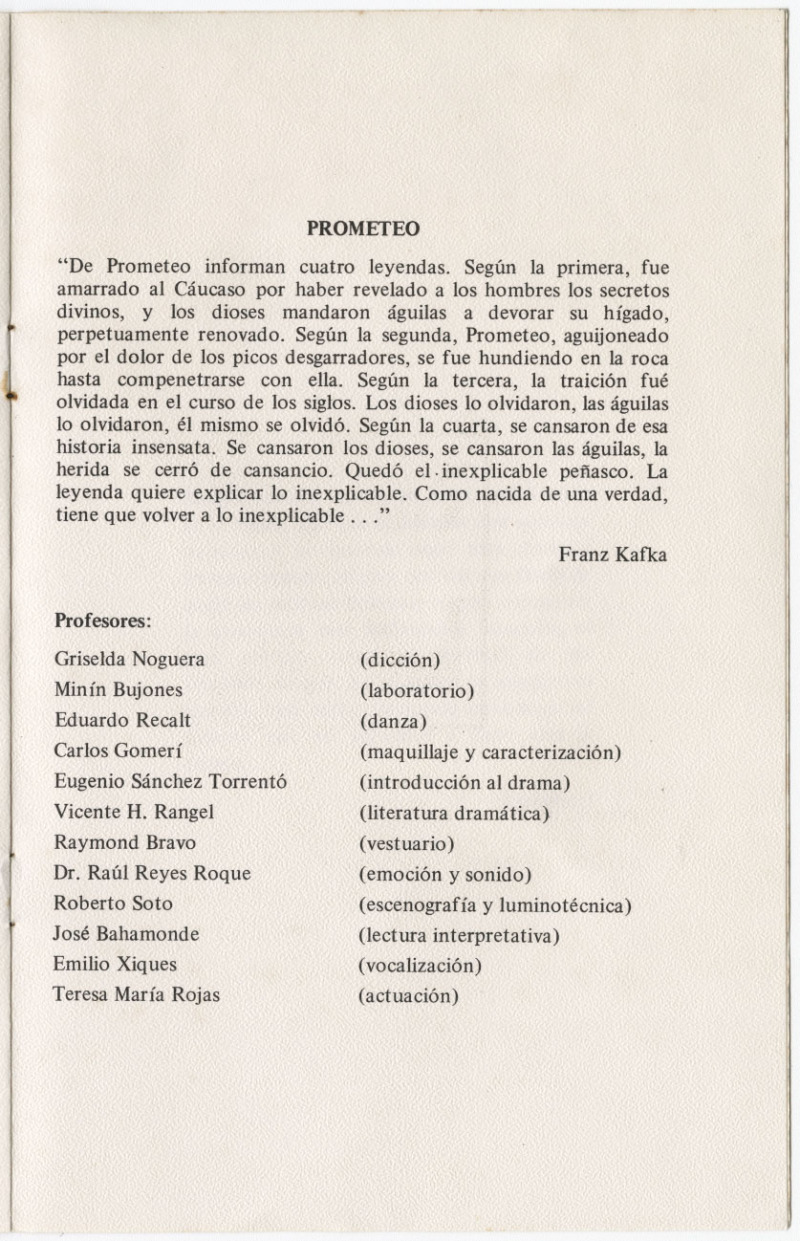 PROMETEO
“De Prometeo informan cuatro leyendas. Según la primera, fue
amarrado al Cáucaso por haber revelado a los hombres los secretos
divinos, y los dioses mandaron águilas a devorar su hígado,
perpetuamente renovado. Según la segunda, Prometeo, aguijoneado
por el dolor de los picos desgarradores, se fue hundiendo en la roca
hasta compenetrarse con ella. Según la tercera, la traición fué
olvidada en el curso de los siglos. Los dioses lo olvidaron, las águilas
lo olvidaron, él mismo se olvidó. Según la cuarta, se cansaron de esa
historia insensata. Se cansaron los dioses, se cansaron las águilas, la
herida se cerró de cansancio. Quedó el inexplicable peñasco. La
leyenda quiere explicar lo inexplicable. Como nacida de una verdad,
tiene que volver a lo inexplicable . . .”
Franz Kafka
Profesores:
Griselda Noguera (dicción)
Minín Bujones (laboratorio)
Eduardo Recalt (danza)
Carlos Gomerí (maquillaje y caracterización)
Eugenio Sánchez Torrentó (introducción al drama)
Vicente H. Rangel (literatura dramática)
Raymond Bravo (vestuario)
Dr. Raúl Reyes Roque (emoción y sonido)
Roberto Soto (escenografía y luminotécnica)
José Bahamonde (lectura interpretativa)
Emilio Xiques (vocalización)
Teresa María Rojas (actuación)